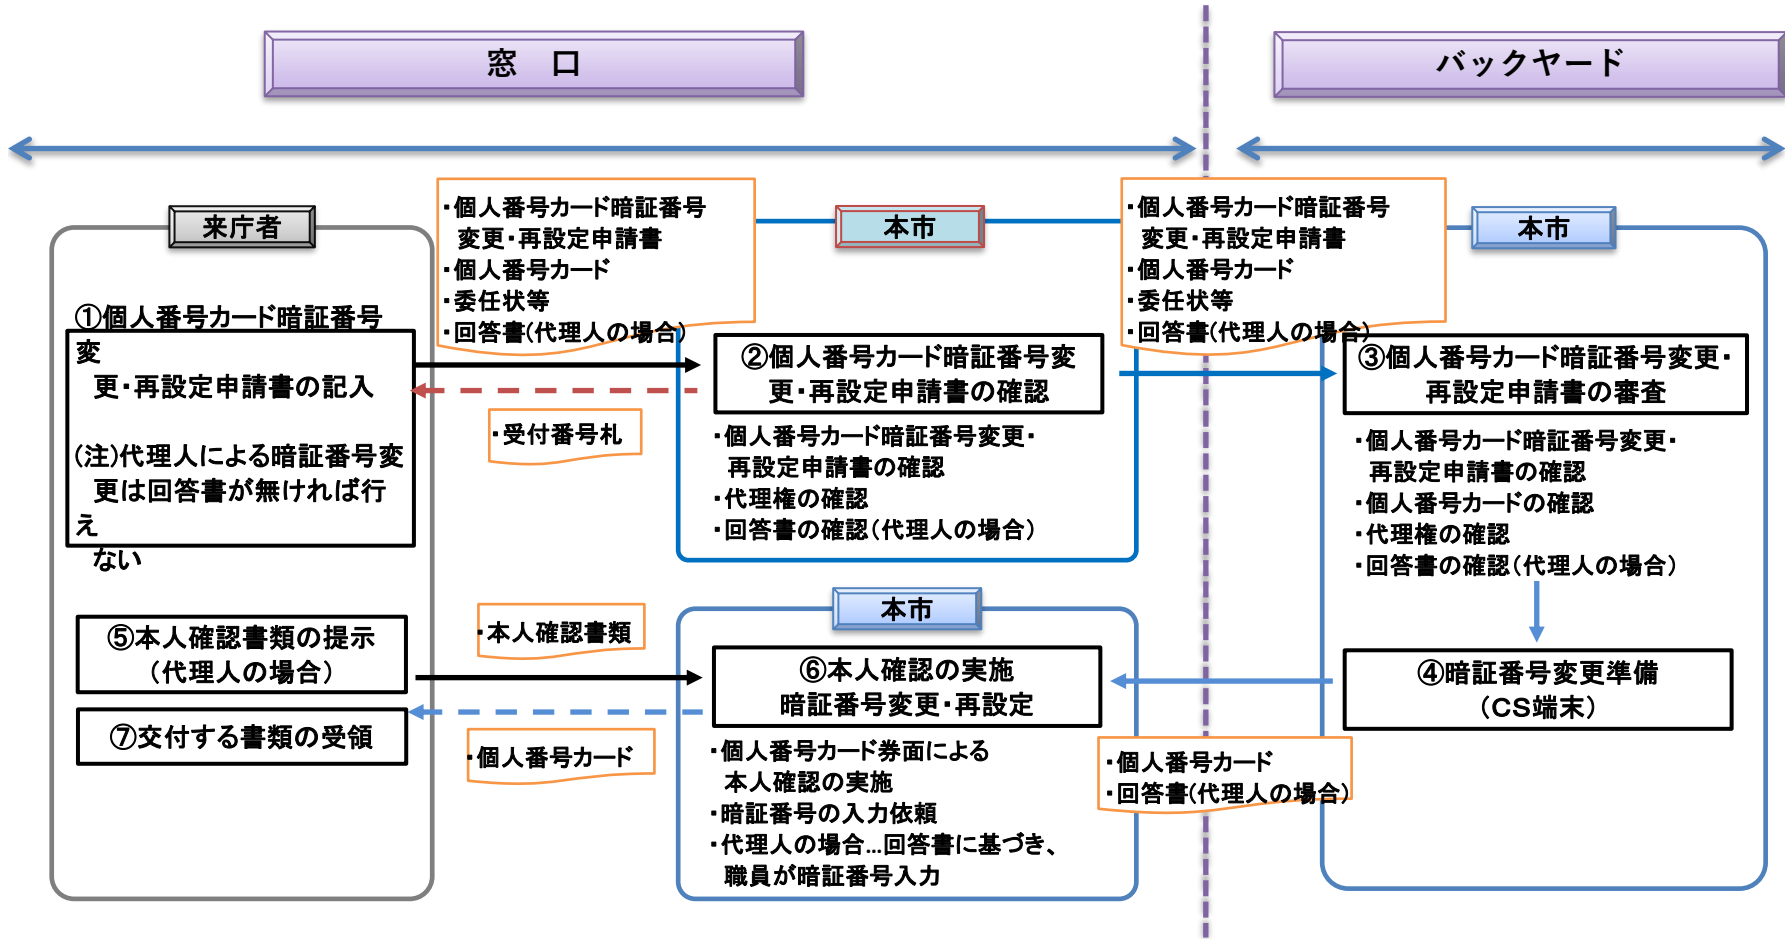 窓　口
バックヤード
来庁者
①個人番号カード暗証番号
変
更・再設定申請書の記入
(注)代理人による暗証番号変
更は回答書が無ければ行
え
ない
⑤本人確認書類の提示
（代理人の場合）
⑦交付する書類の受領
・個人番号カード暗証番号
変更・再設定申請書
・個人番号カード
・委任状等
・回答書(代理人の場合)
・受付番号札
・本人確認書類
・個人番号カード
本市
②個人番号カード暗証番号変
更・再設定申請書の確認
・個人番号カード暗証番号変更・
再設定申請書の確認
・代理権の確認
・回答書の確認（代理人の場合）
本市
⑥本人確認の実施
暗証番号変更・再設定
・個人番号カード券面による
本人確認の実施
・暗証番号の入力依頼
・代理人の場合…回答書に基づき、
職員が暗証番号入力
・個人番号カード暗証番号
変更・再設定申請書
・個人番号カード
・委任状等
・回答書(代理人の場合)
本市
③個人番号カード暗証番号変更・
再設定申請書の審査
・個人番号カード暗証番号変更・
再設定申請書の確認
・個人番号カードの確認
・代理権の確認
・回答書の確認（代理人の場合）
④暗証番号変更準備
（CS端末）
・個人番号カード
・回答書(代理人の場合)